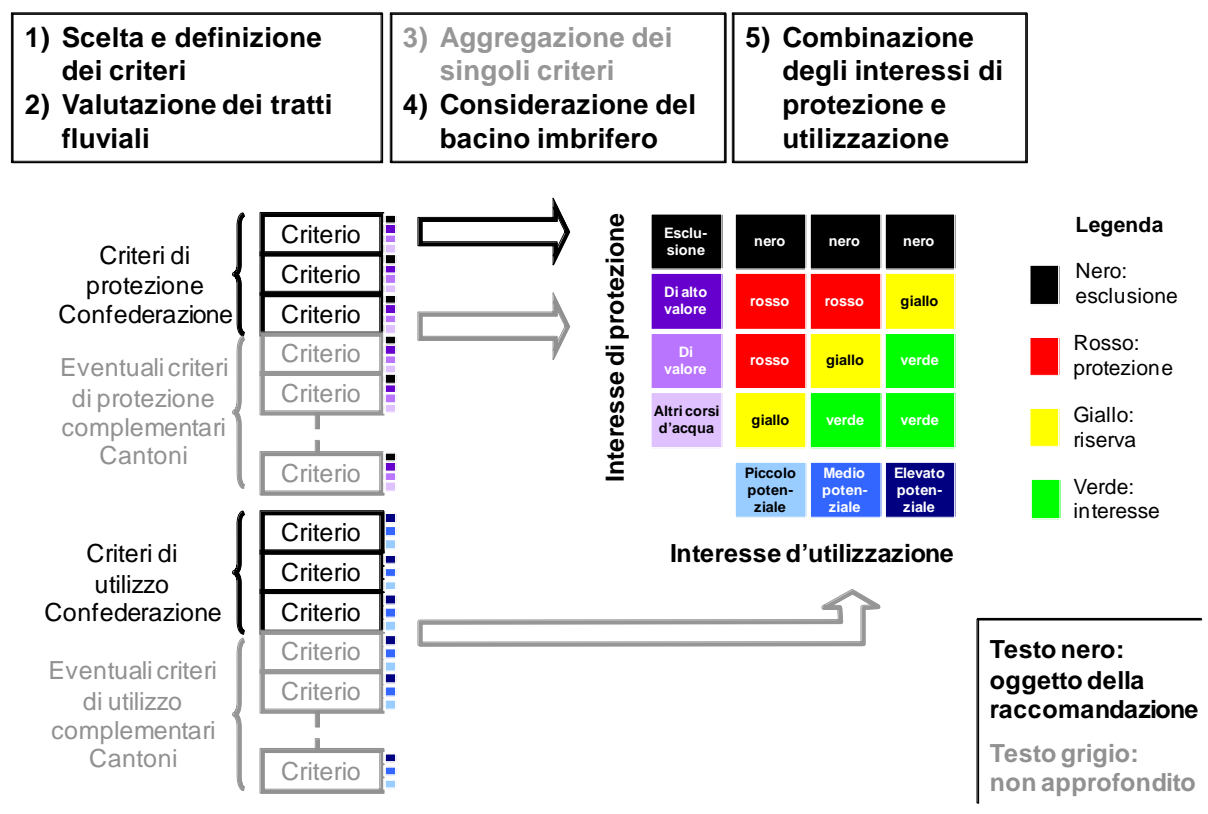 1) Scelta e definizione
dei criteri
2) Valutazione dei tratti
fluviali
3) Aggregazione dei
singoli criteri
4) Considerazione del
bacino imbrifero
5) Combinazione
degli interessi di
protezione e
utilizzazione
Criteri di
protezione
Confederazione
Criterio
Criterio
Criterio
Eventuali criteri
di protezione
complementari
Cantoni
Criterio
Criterio
Criterio
Criteri di
utilizzo
Confederazione
Criterio
Criterio
Criterio
Eventuali criteri
di utilizzo
complementari
Cantoni
Criterio
Criterio
Criterio
Interesse di protezione
Esclu-
sione
nero
nero
nero
Di alto
valore
rosso
rosso
giallo
Di
valore
rosso
giallo
verde
Altri corsi
d'acqua
giallo
verde
verde
Piccolo
poten-
ziale
Medio
poten-
ziale
Elevato
poten-
ziale
Interesse d'utilizzazione
Legenda
Nero:
esclusione
Rosso:
protezione
Giallo:
riserva
Verde:
interesse
Testo nero:
oggetto della
raccomandazione
Testo grigio:
non approfondito